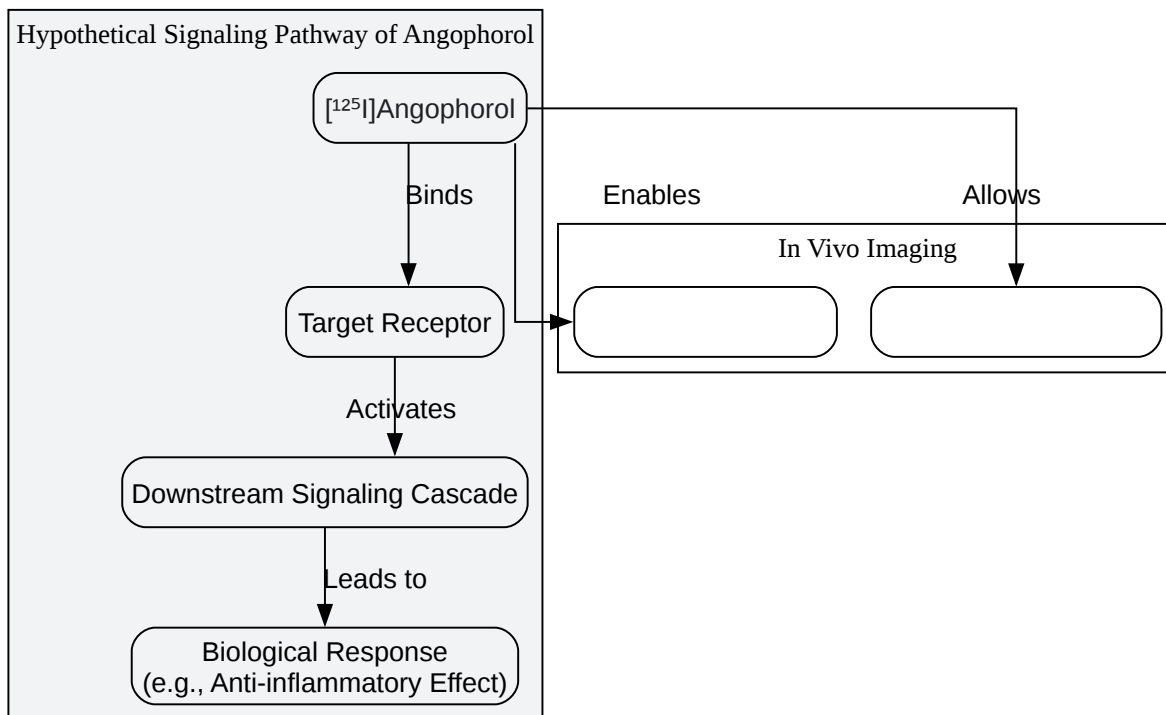 Hypothetical Signaling Pathway of Angophorol
[¹²⁵I]Angophorol
Binds
Enables
Allows
In Vivo Imaging
Target Receptor
Activates
Downstream Signaling Cascade
Leads to
Biological Response
(e.g., Anti-inflammatory Effect)